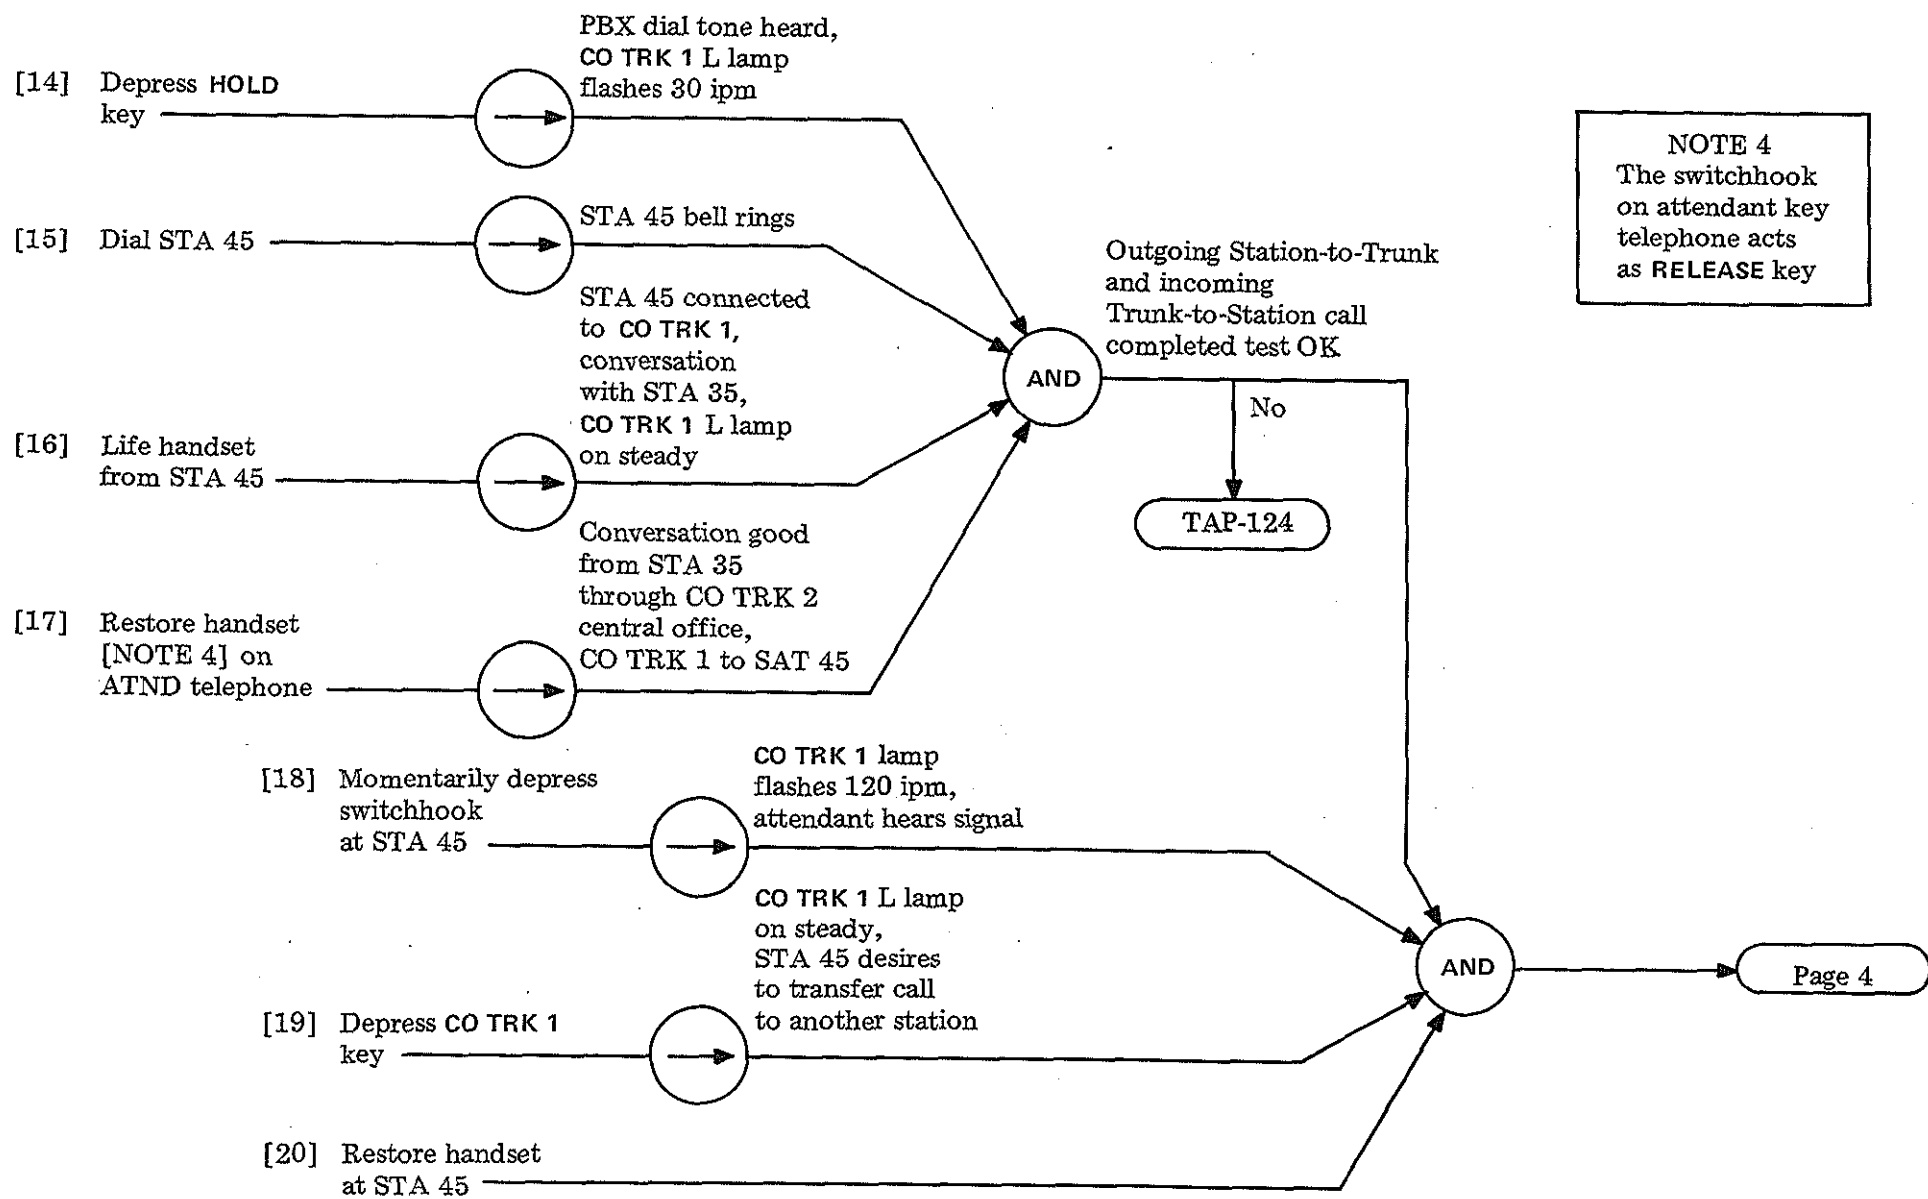 [14] Depress HOLD
key
PBX dial tone heard,
CO TRK 1 L lamp
flashes 30 ipm
[15] Dial STA 45
STA 45 bell rings
[16] Life handset
from STA 45
STA 45 connected
to CO TRK 1,
conversation
with STA 35,
CO TRK 1 L lamp
on steady
[17] Restore handset
[NOTE 4] on
ATND telephone
Conversation good
from STA 35
through CO TRK 2
central office,
CO TRK 1 to SAT 45
AND
Outgoing Station-to-Trunk
and incoming
Trunk-to-Station call
completed test OK
No
TAP-124
NOTE 4
The switchhook
on attendant key
telephone acts
as RELEASE key
[18] Momentarily depress
switchhook
at STA 45
CO TRK 1 lamp
flashes 120 ipm,
attendant hears signal
[19] Depress CO TRK 1
key
CO TRK 1 L lamp
on steady,
STA 45 desires
to transfer call
to another station
[20] Restore handset
at STA 45
AND
Page 4